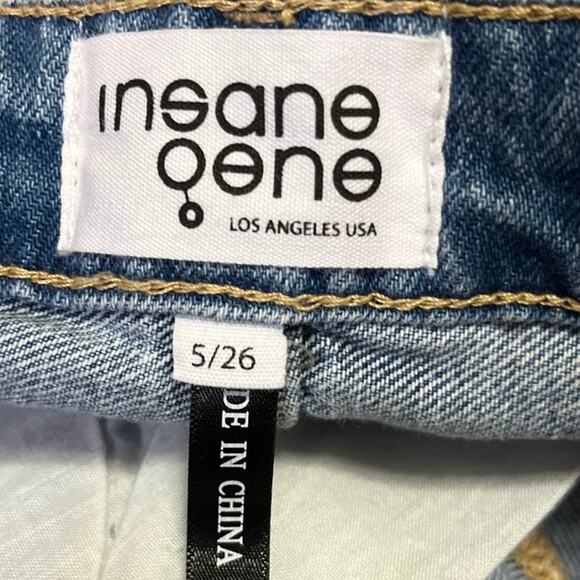 insane
gene
LOS ANGELES USA
5/26
DE IN CHINA